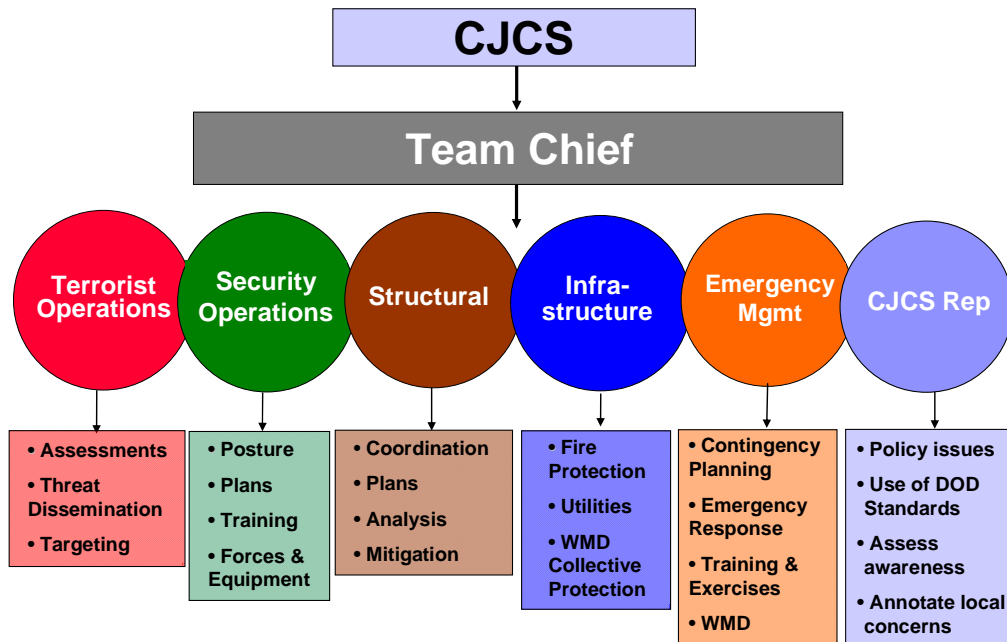 CJCS
Team Chief
Terrorist
Operations
Security
Operations
Structural
Infra-
structure
Emergency
Mgmt
CJCS Rep
• Assessments
• Threat
Dissemination
• Targeting
• Posture
• Plans
• Training
• Forces &
Equipment
• Coordination
• Plans
• Analysis
• Mitigation
• Fire
Protection
• Utilities
• WMD
Collective
Protection
• Contingency
Planning
• Emergency
Response
• Training &
Exercises
• WMD
• Policy issues
• Use of DOD
Standards
• Assess
awareness
• Annotate local
concerns